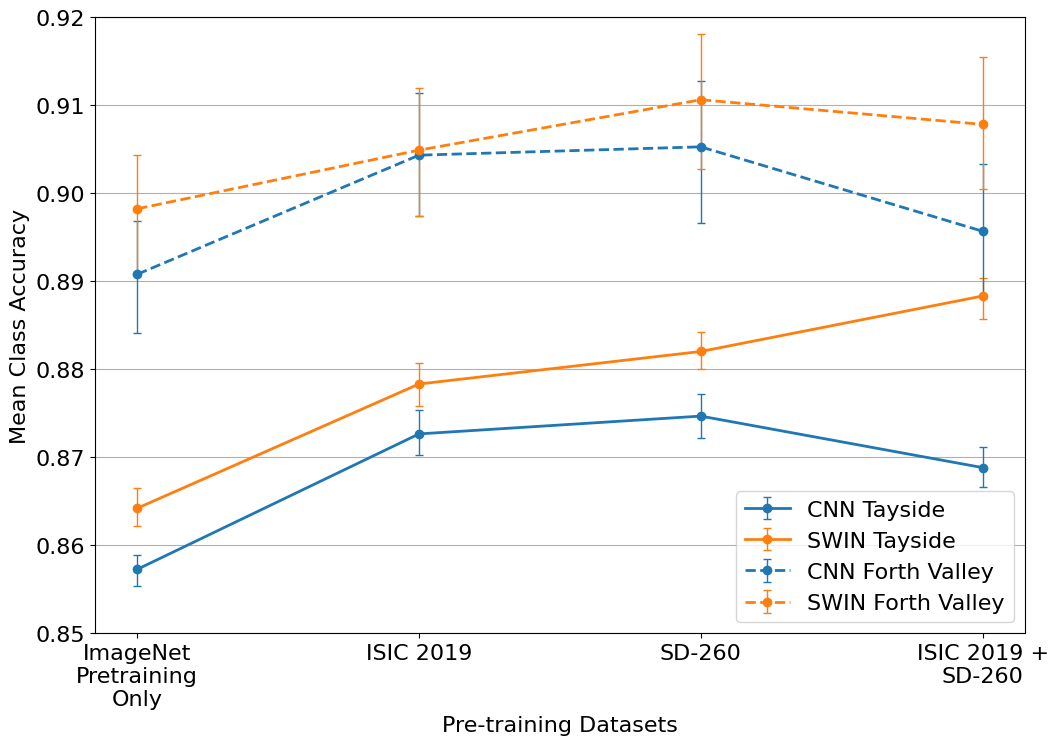 0.92
0.91
0.90
0.89
0.88
0.87
0.86
0.85
Mean Class Accuracy
CNN Tayside
SWIN Tayside
CNN Forth Valley
SWIN Forth Valley
ImageNet
Pretraining
Only
ISIC 2019
SD-260
ISIC 2019 +
SD-260
Pre-training Datasets